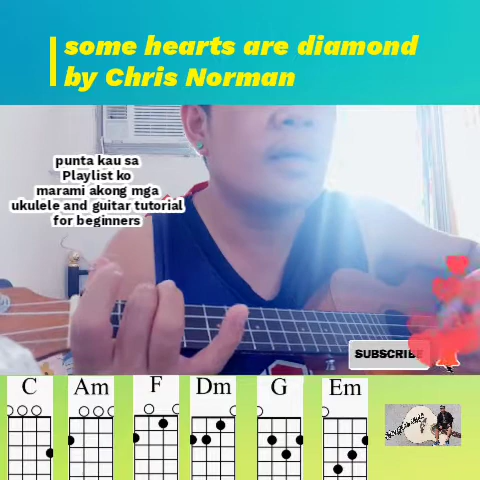 some hearts are diamond
by Chris Norman
punta kau sa
Playlist ko
marami akong mga
ukulele and guitar tutorial
for beginners
SUBSCRIBE
C Am F Dm G Em